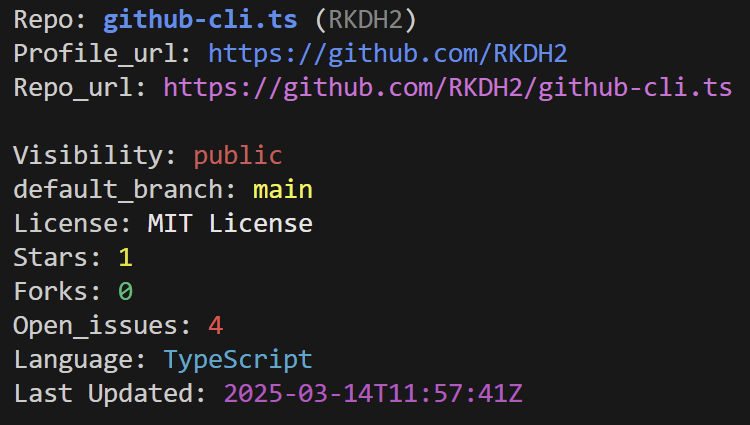 Repo: github-cli.ts (RKDH2)
Profile_url: https://github.com/RKDH2
Repo_url: https://github.com/RKDH2/github-cli.ts
Visibility: public
default_branch: main
License: MIT License
Stars: 1
Forks: 0
Open_issues: 4
Language: TypeScript
Last Updated: 2025-03-14T11:57:41Z